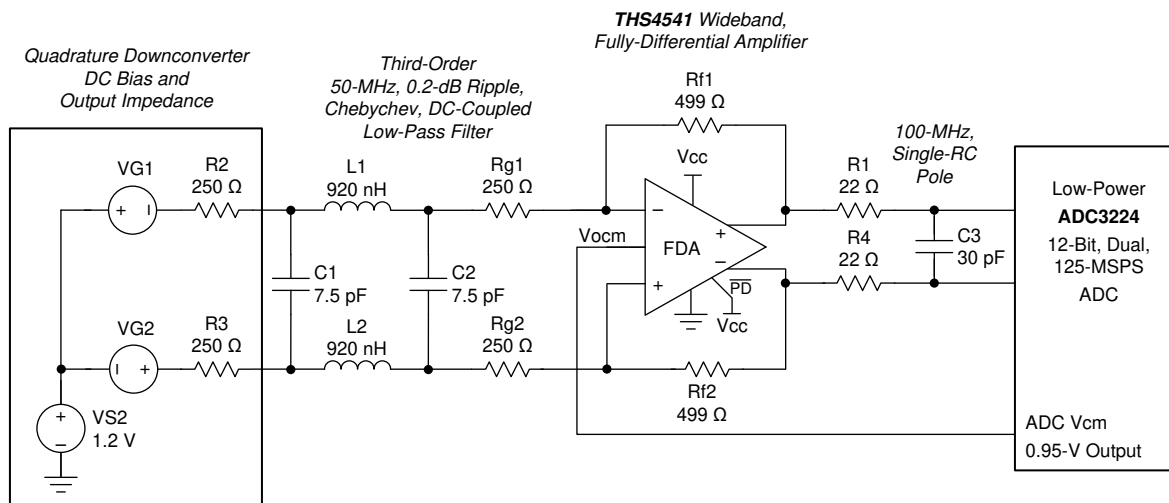 THS4541 Wideband,
Fully-Differential Amplifier
Quadrature Downconverter
DC Bias and
Output Impedance
Third-Order
50-MHz, 0.2-dB Ripple,
Chebychev, DC-Coupled
Low-Pass Filter
Rf1
499 Ω
100-MHz,
Single-RC
Pole
VG1
+ –
R2
250 Ω
L1
920 nH
Rg1
250 Ω
Vcc
R1
22 Ω
Low-Power
ADC3224
12-Bit, Dual,
125-MSPS
ADC
–
+
Vocm
FDA
+
–
PD
Vcc
R4
22 Ω
C3
30 pF
C1
7.5 pF
C2
7.5 pF
VG2
– +
R3
250 Ω
L2
920 nH
Rg2
250 Ω
Rf2
499 Ω
+
–
VS2
1.2 V
ADC Vcm
0.95-V Output